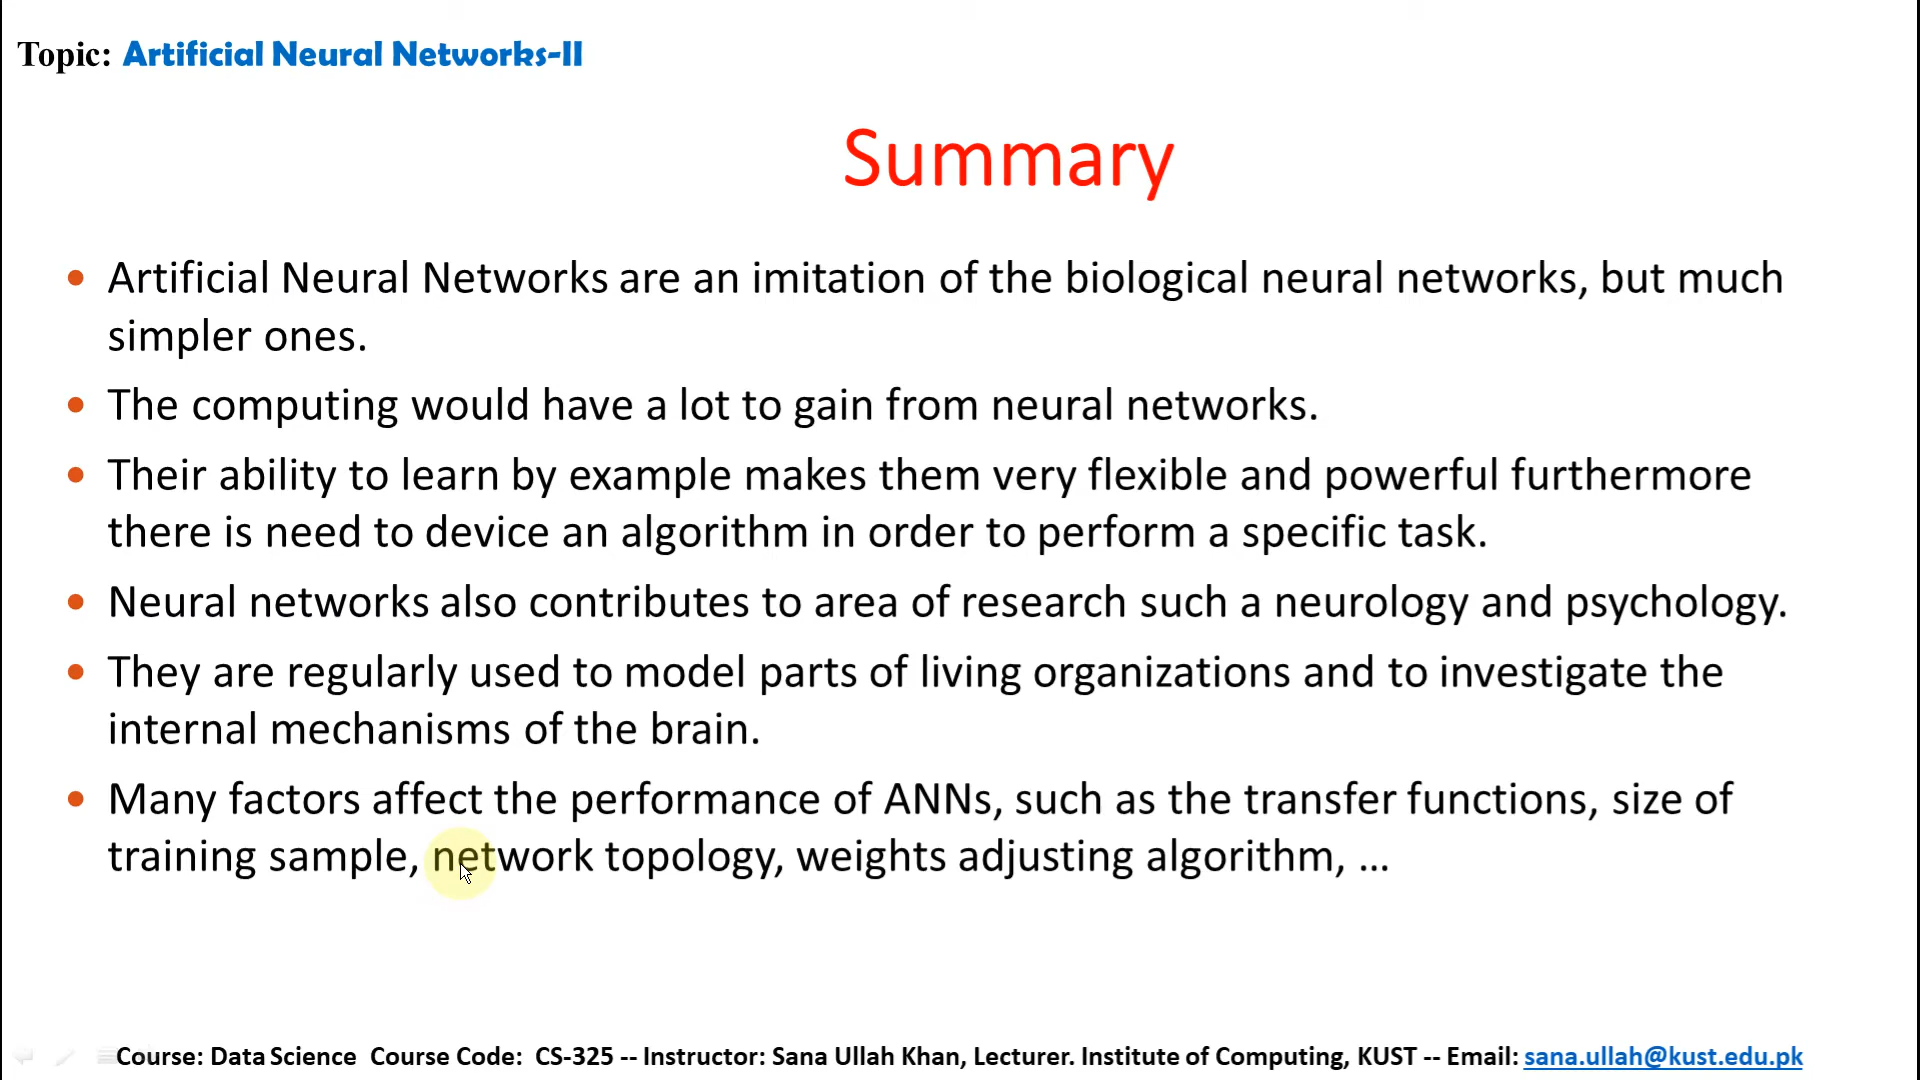 Topic: Artificial Neural Networks-II
Summary
• Artificial Neural Networks are an imitation of the biological neural networks, but much
simpler ones.
• The computing would have a lot to gain from neural networks.
• Their ability to learn by example makes them very flexible and powerful furthermore
there is need to device an algorithm in order to perform a specific task.
• Neural networks also contributes to area of research such a neurology and psychology.
• They are regularly used to model parts of living organizations and to investigate the
internal mechanisms of the brain.
• Many factors affect the performance of ANNs, such as the transfer functions, size of
training sample, network topology, weights adjusting algorithm, ...
Course: Data Science Course Code: CS-325 -- Instructor: Sana Ullah Khan, Lecturer. Institute of Computing, KUST -- Email: sana.ullah@kust.edu.pk